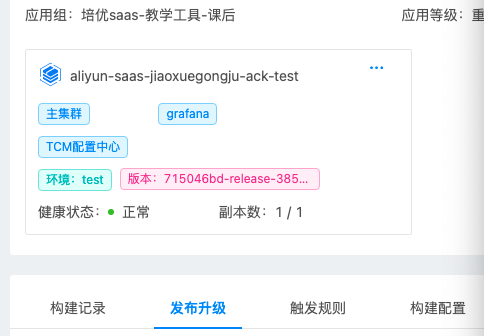 应用组：培优saas-教学工具-课后 应用等级：重
aliyun-saas-jiaoxuegongju-ack-test
主集群 grafana
TCM配置中心
环境：test 版本：715046bd-release-385...
健康状态： 正常 副本数：1 / 1
构建记录 发布升级 触发规则 构建配置